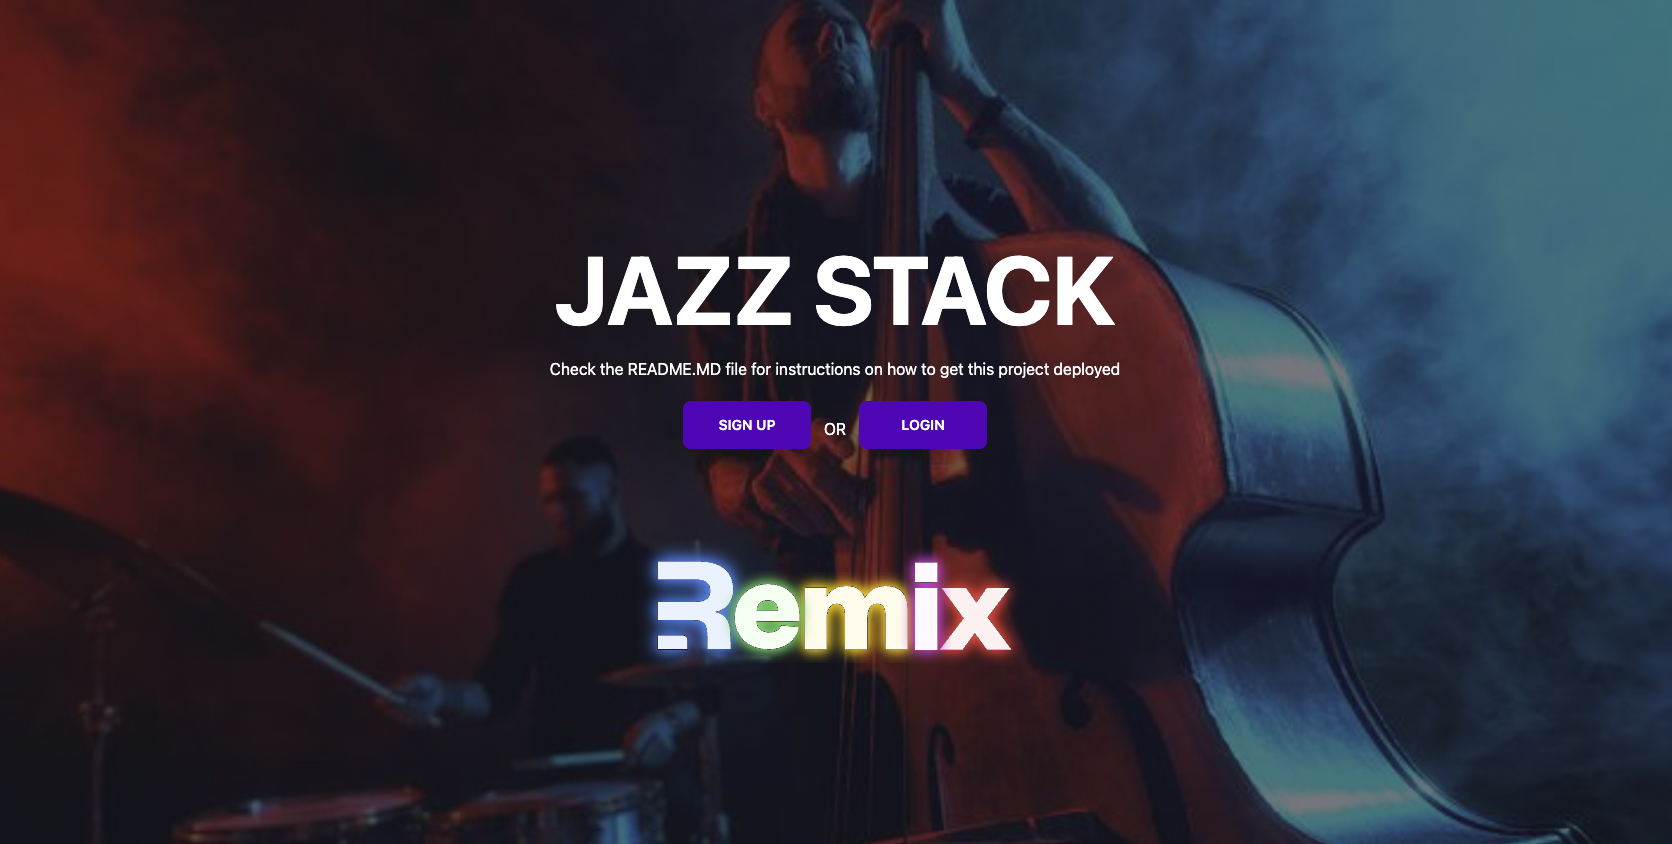 JAZZ STACK
Check the README.MD file for instructions on how to get this project deployed
SIGN UP OR LOGIN
Remix